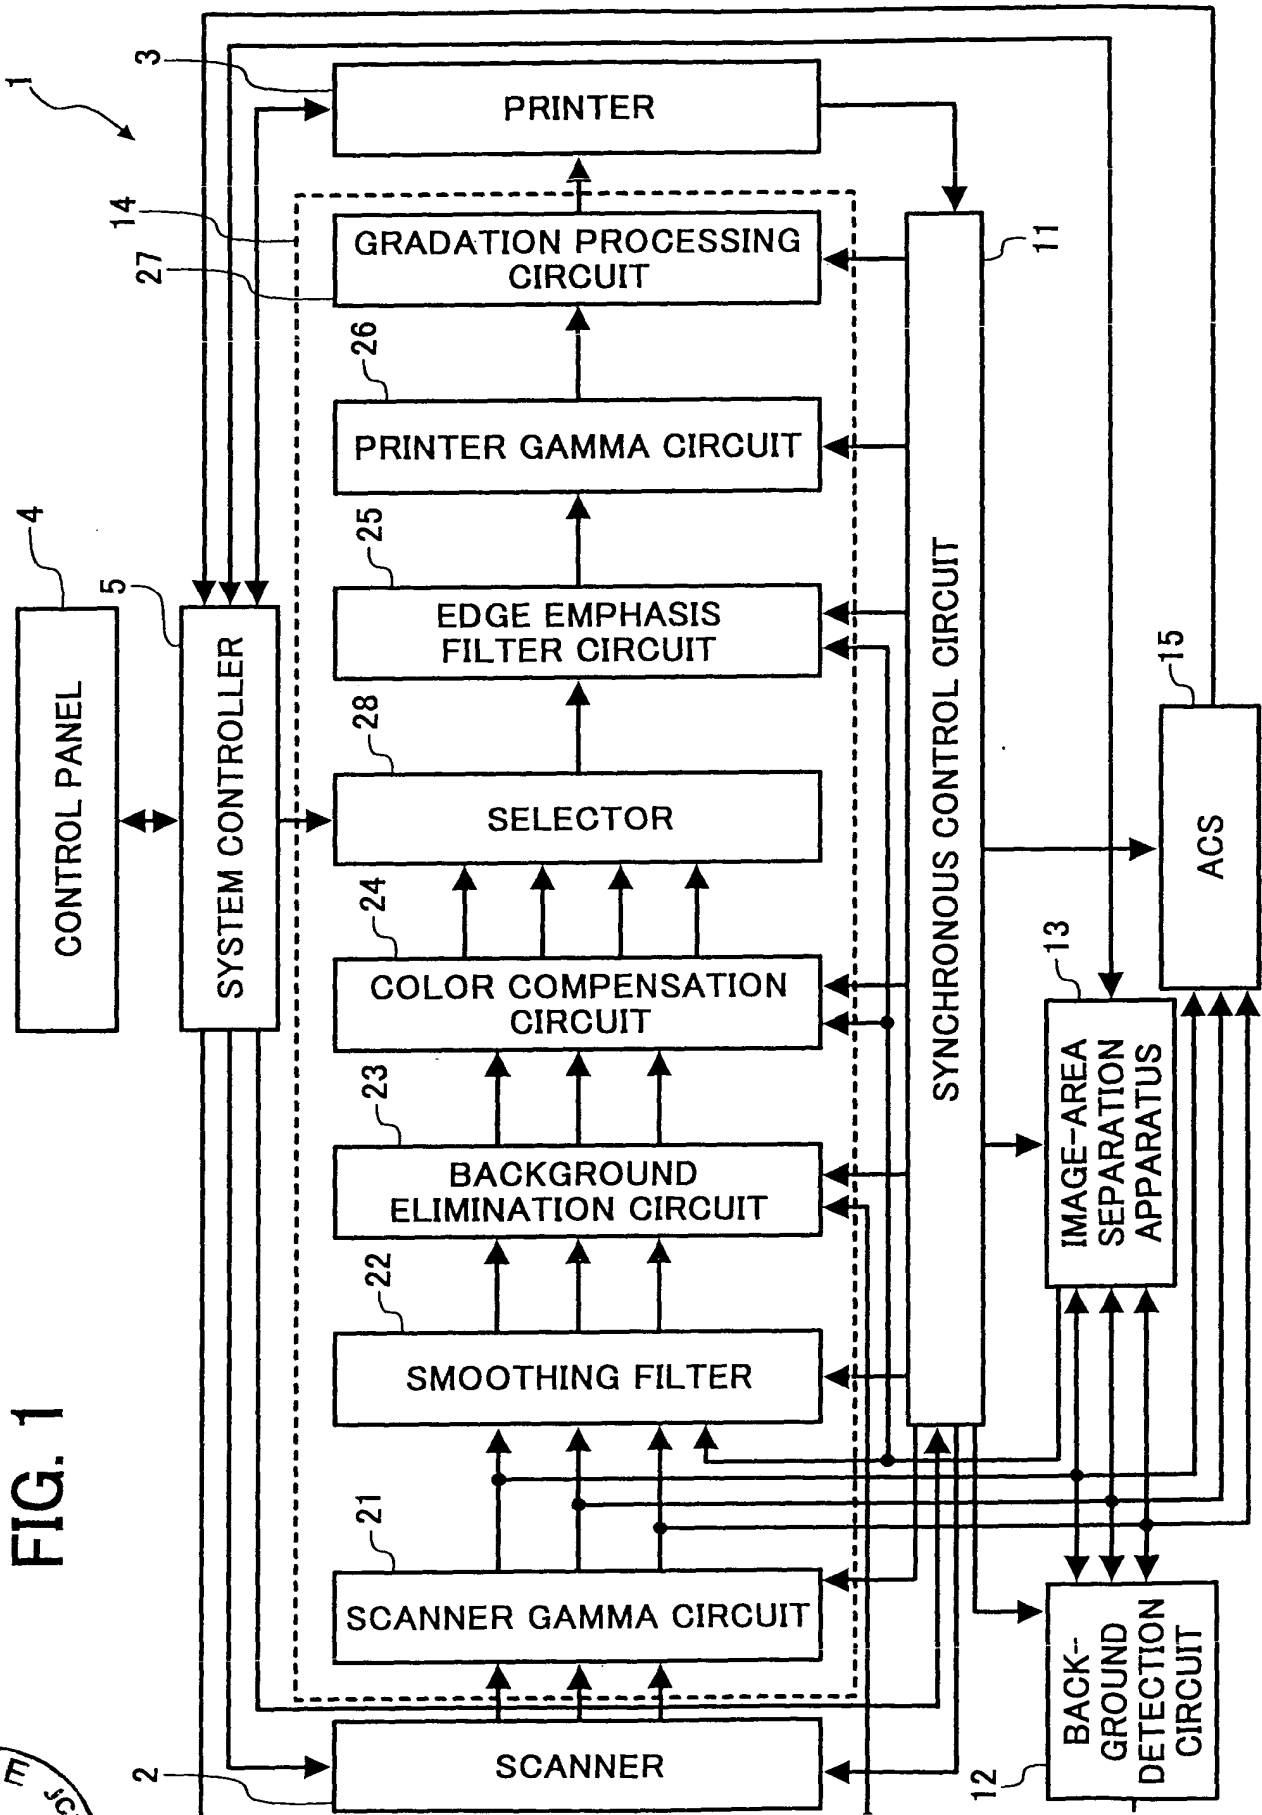 FIG. 1
1
CONTROL PANEL
4
SYSTEM CONTROLLER
5
PRINTER
3
14
GRADATION PROCESSING
CIRCUIT
27
PRINTER GAMMA CIRCUIT
26
EDGE EMPHASIS
FILTER CIRCUIT
25
SELECTOR
28
COLOR COMPENSATION
CIRCUIT
24
BACKGROUND
ELIMINATION CIRCUIT
23
SMOOTHING FILTER
22
SCANNER GAMMA CIRCUIT
21
SCANNER
2
SYNCHRONOUS CONTROL CIRCUIT
11
IMAGE-AREA
SEPARATION
APPARATUS
13
ACS
15
BACK-
GROUND
DETECTION
CIRCUIT
12
E
JC